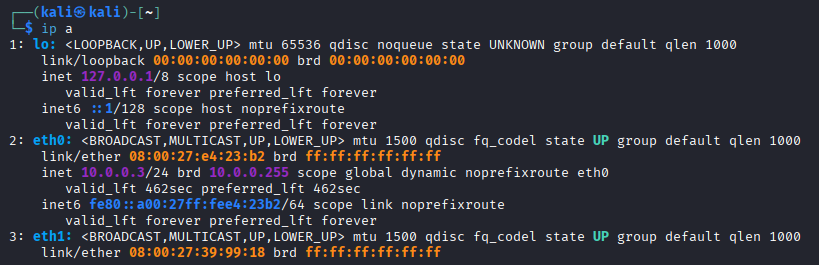 ┌──(kali㉿kali)-[~]
└─$ ip a
1: lo: <LOOPBACK,UP,LOWER_UP> mtu 65536 qdisc noqueue state UNKNOWN group default qlen 1000
    link/loopback 00:00:00:00:00:00 brd 00:00:00:00:00:00
    inet 127.0.0.1/8 scope host lo
       valid_lft forever preferred_lft forever
    inet6 ::1/128 scope host noprefixroute
       valid_lft forever preferred_lft forever
2: eth0: <BROADCAST,MULTICAST,UP,LOWER_UP> mtu 1500 qdisc fq_codel state UP group default qlen 1000
    link/ether 08:00:27:e4:23:b2 brd ff:ff:ff:ff:ff:ff
    inet 10.0.0.3/24 brd 10.0.0.255 scope global dynamic noprefixroute eth0
       valid_lft 462sec preferred_lft 462sec
    inet6 fe80::a00:27ff:fee4:23b2/64 scope link noprefixroute
       valid_lft forever preferred_lft forever
3: eth1: <BROADCAST,MULTICAST,UP,LOWER_UP> mtu 1500 qdisc fq_codel state UP group default qlen 1000
    link/ether 08:00:27:39:99:18 brd ff:ff:ff:ff:ff:ff